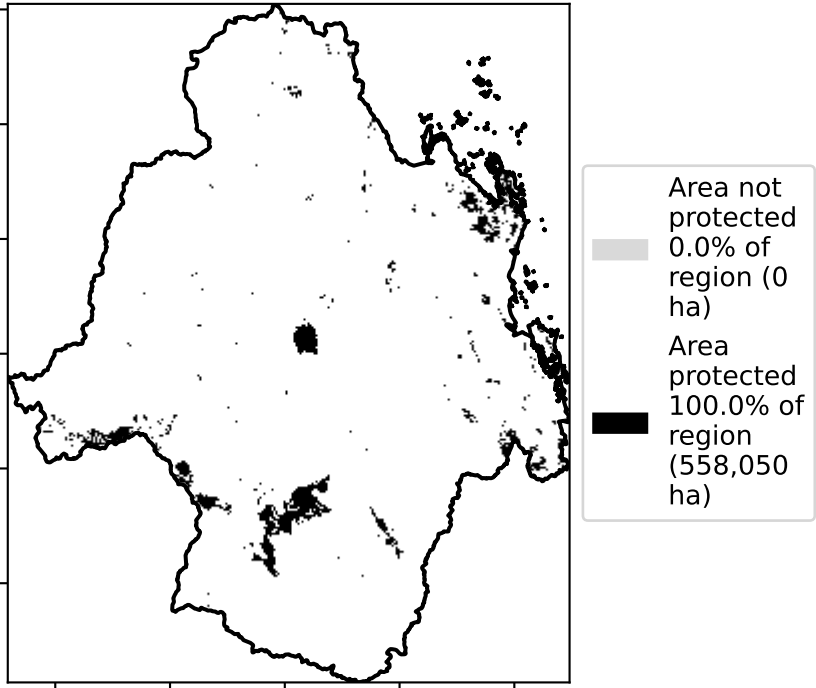 Area not
protected
0.0% of
region (0
ha)
Area
protected
100.0% of
region
(558,050
ha)